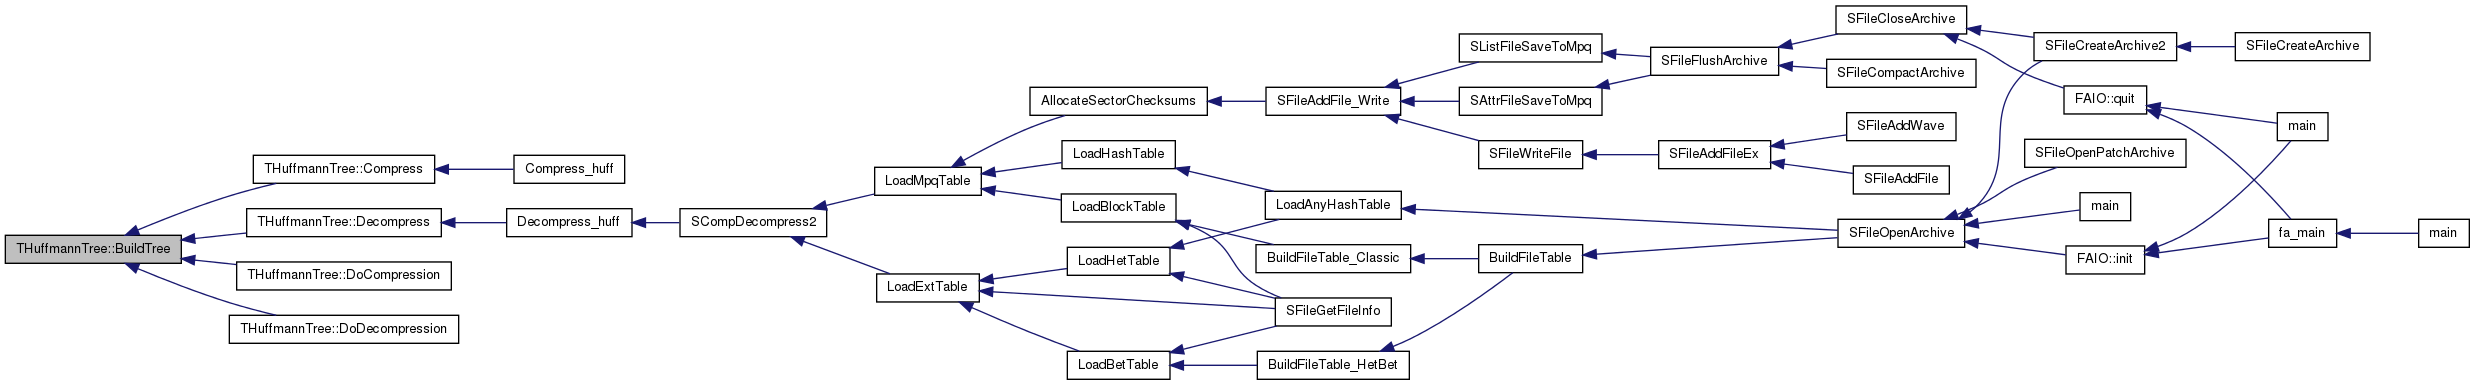 THuffmannTree::BuildTree
THuffmannTree::Compress
THuffmannTree::Decompress
THuffmannTree::DoCompression
THuffmannTree::DoDecompression
Compress_huff
Decompress_huff
SCompDecompress2
LoadMpqTable
LoadExtTable
AllocateSectorChecksums
LoadHashTable
LoadBlockTable
LoadHetTable
LoadBetTable
SFileAddFile_Write
LoadAnyHashTable
BuildFileTable_Classic
SFileGetFileInfo
BuildFileTable_HetBet
SListFileSaveToMpq
SAttrFileSaveToMpq
SFileWriteFile
BuildFileTable
SFileFlushArchive
SFileAddFileEx
SFileCloseArchive
SFileCompactArchive
SFileAddWave
SFileAddFile
SFileOpenArchive
SFileCreateArchive2
FAIO::quit
SFileOpenPatchArchive
main
FAIO::init
SFileCreateArchive
main
fa_main
main